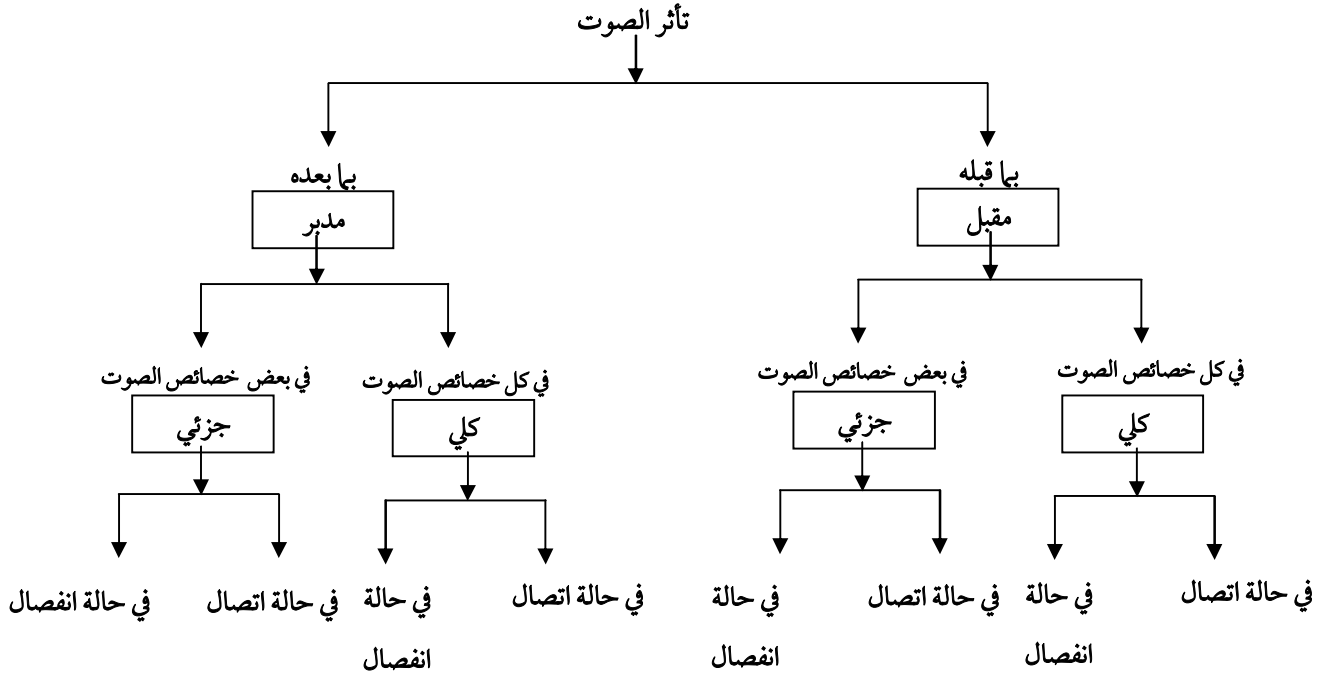 تأثر الصوت
بما قبله
مقبل
بما بعده
مدبر
في كل خصائص الصوت
كلي
في بعض خصائص الصوت
جزئي
في كل خصائص الصوت
كلي
في بعض خصائص الصوت
جزئي
في حالة اتصال
في حالة
انفصال
في حالة اتصال
في حالة
انفصال
في حالة اتصال
في حالة
انفصال
في حالة اتصال
في حالة انفصال